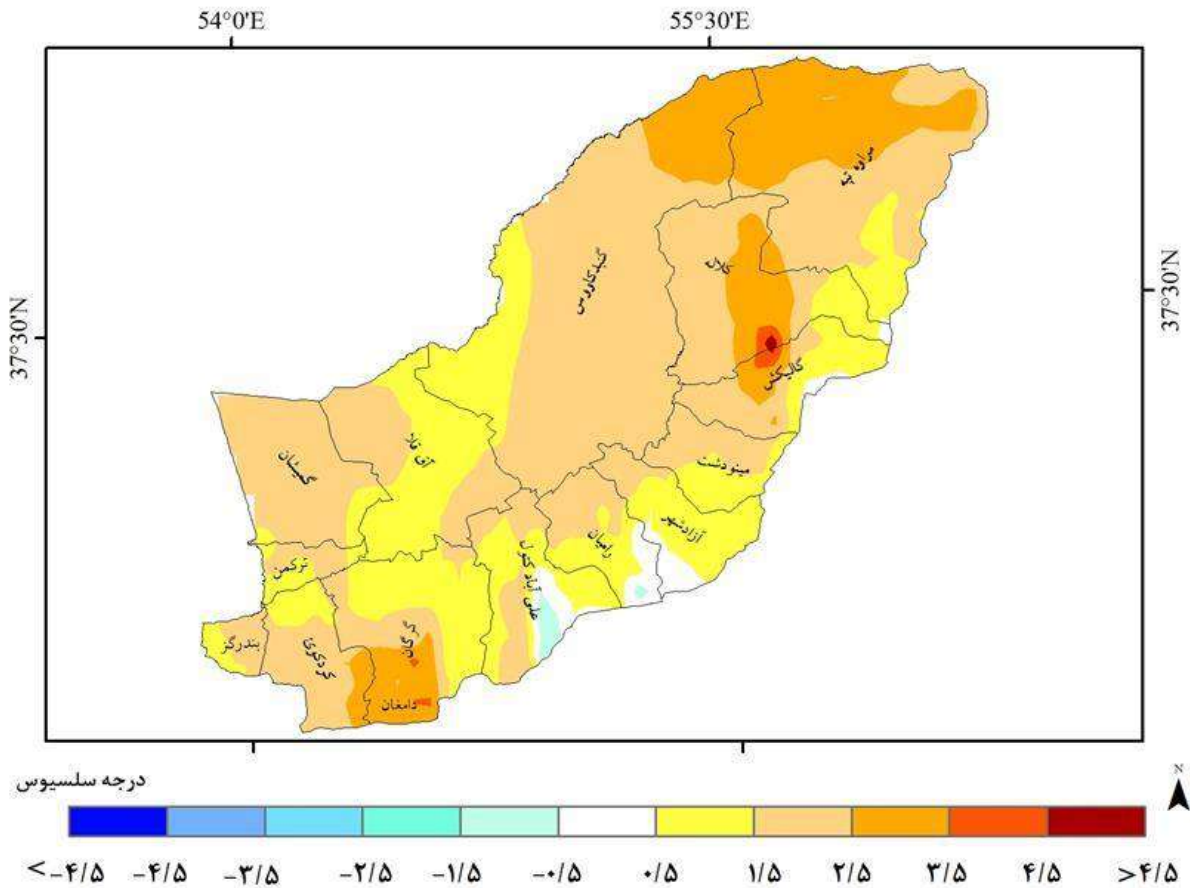 54°0'E 55°30'E
37°30'N
37°30'N
مراوه تپه
کلاله
گنبدکاووس
گالیکش
آق قلا
گمیشان
مینودشت
آزادشهر
رامیان
علی آباد کتول
ترکمن
گرگان
بندرگز
کردکوی
دامغان
درجه سلسیوس
N
<-۴/۵ -۴/۵ -۳/۵ -۲/۵ -۱/۵ -۰/۵ ۰/۵ ۱/۵ ۲/۵ ۳/۵ ۴/۵ >۴/۵